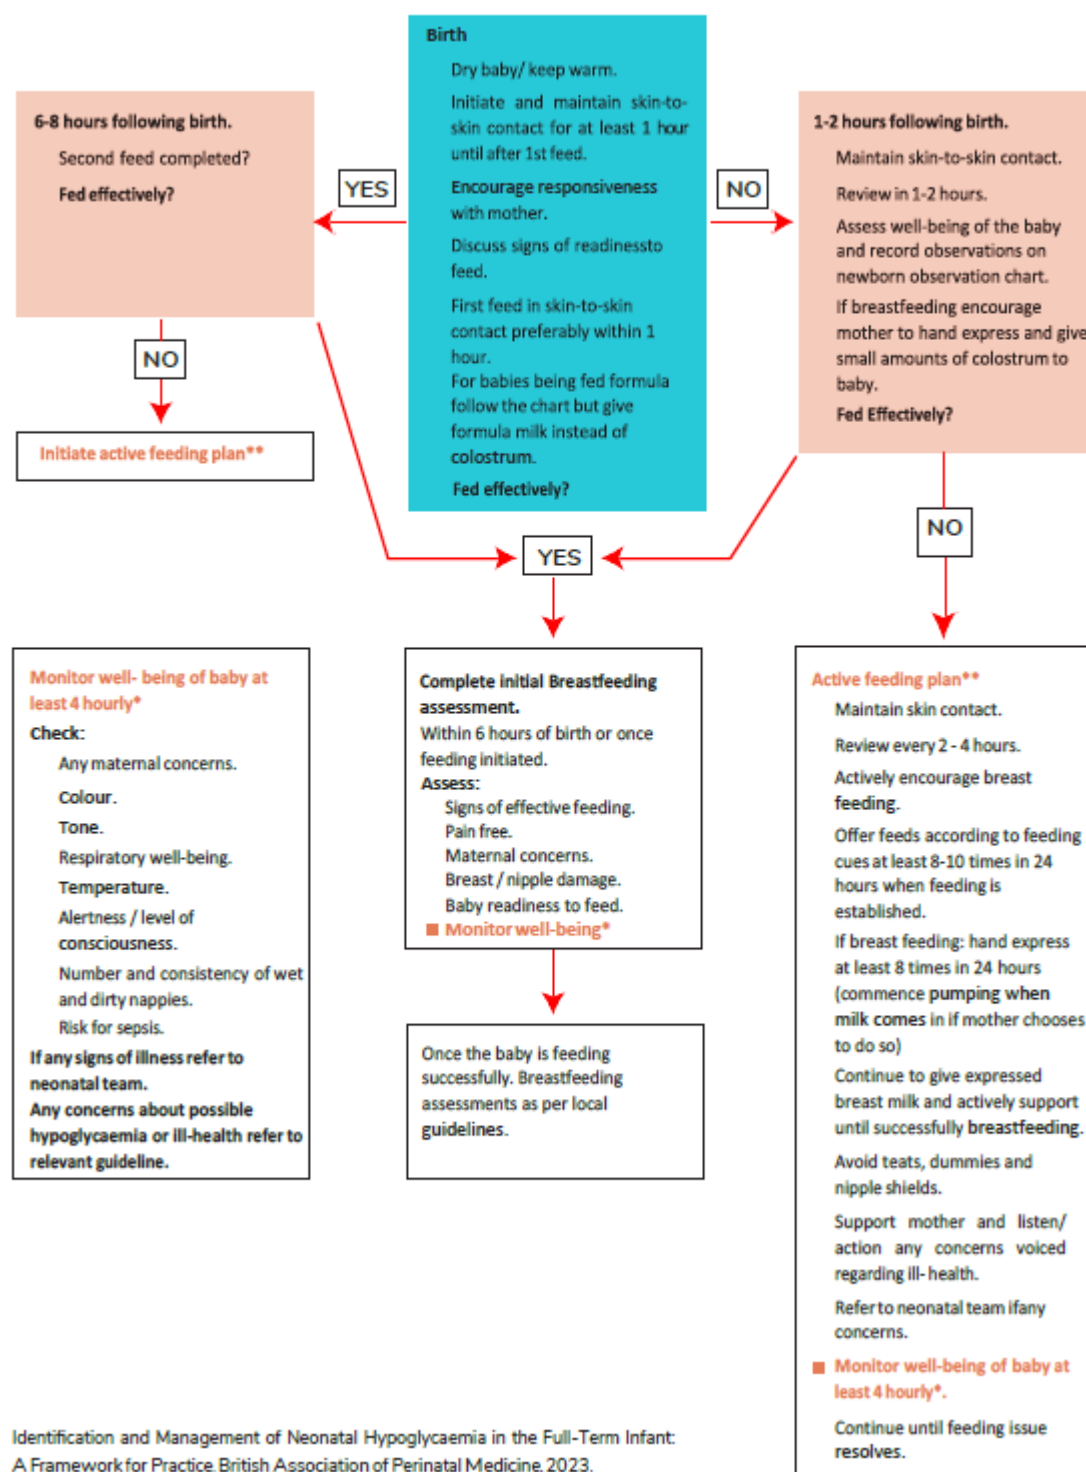 Birth
Dry baby/ keep warm.
Initiate and maintain skin-to-
skin contact for at least 1 hour
until after 1st feed.
Encourage responsiveness
with mother.
Discuss signs of readinessto
feed.
First feed in skin-to-skin
contact preferably within 1
hour.
For babies being fed formula
follow the chart but give
formula milk instead of
colostrum.
Fed effectively?
YES
6-8 hours following birth.
Second feed completed?
Fed effectively?
NO
Initiate active feeding plan**
NO
1-2 hours following birth.
Maintain skin-to-skin contact.
Review in 1-2 hours.
Assess well-being of the baby
and record observations on
newborn observation chart.
If breastfeeding encourage
mother to hand express and give
small amounts of colostrum to
baby.
Fed Effectively?
YES
NO
Monitor well- being of baby at
least 4 hourly*
Check:
Any maternal concerns.
Colour.
Tone.
Respiratory well-being.
Temperature.
Alertness / level of
consciousness.
Number and consistency of wet
and dirty nappies.
Risk for sepsis.
If any signs of illness refer to
neonatal team.
Any concerns about possible
hypoglycaemia or ill-health refer to
relevant guideline.
Complete initial Breastfeeding
assessment.
Within 6 hours of birth or once
feeding initiated.
Assess:
Signs of effective feeding.
Pain free.
Maternal concerns.
Breast / nipple damage.
Baby readiness to feed.
Monitor well-being*
Once the baby is feeding
successfully. Breastfeeding
assessments as per local
guidelines.
Active feeding plan**
Maintain skin contact.
Review every 2 - 4 hours.
Actively encourage breast
feeding.
Offer feeds according to feeding
cues at least 8-10 times in 24
hours when feeding is
established.
If breast feeding: hand express
at least 8 times in 24 hours
(commence pumping when
milk comes in if mother chooses
to do so)
Continue to give expressed
breast milk and actively support
until successfully breastfeeding.
Avoid teats, dummies and
nipple shields.
Support mother and listen/
action any concerns voiced
regarding ill- health.
Refer to neonatal team ifany
concerns.
Monitor well-being of baby at
least 4 hourly*.
Continue until feeding issue
resolves.
Identification and Management of Neonatal Hypoglycaemia in the Full-Term Infant:
A Framework for Practice. British Association of Perinatal Medicine, 2023.